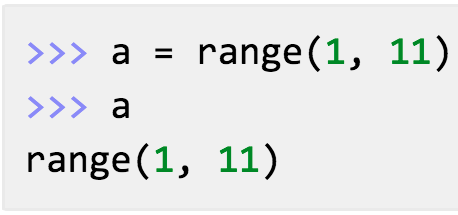 >>> a = range(1, 11)
>>> a
range(1, 11)